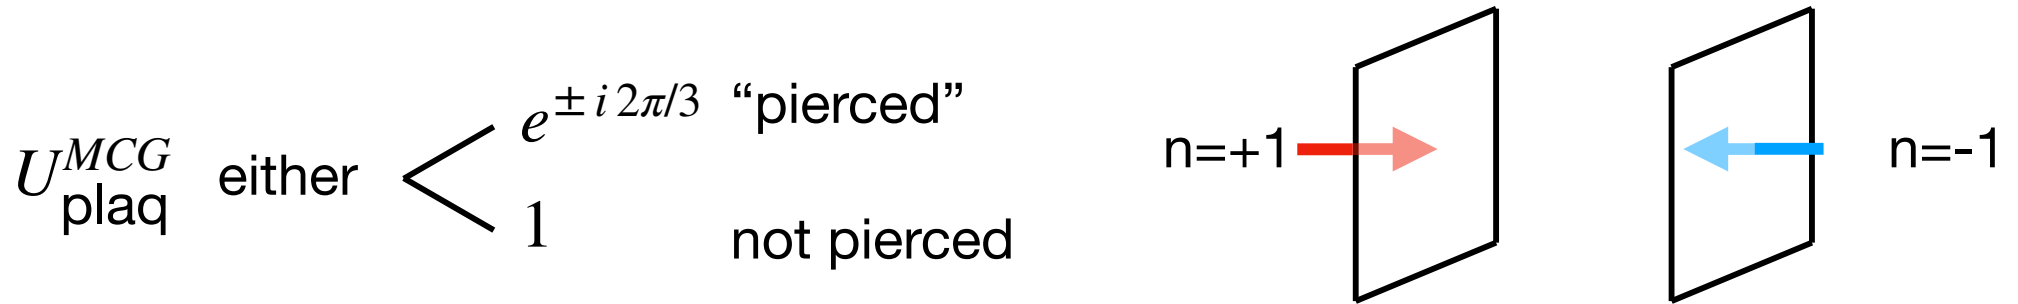 e^{± i 2π/3} “pierced”
U^{MCG}_{plaq} either
1 not pierced
n=+1
n=-1